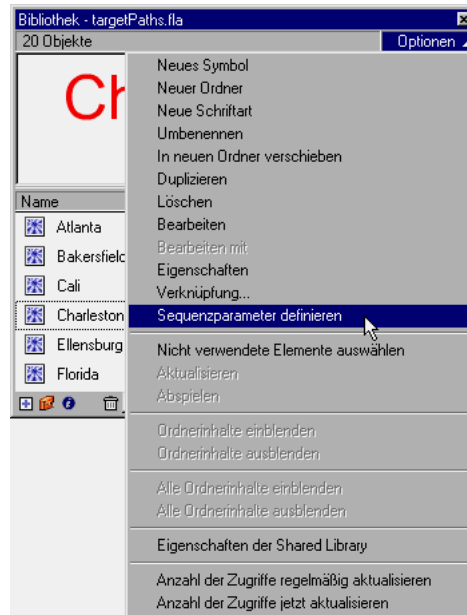 Bibliothek - targetPaths.fla
20 Objekte
Optionen
Ch
Neues Symbol
Neuer Ordner
Neue Schriftart
Umbenennen
In neuen Ordner verschieben
Duplizieren
Löschen
Bearbeiten
Bearbeiten mit
Eigenschaften
Verknüpfung...
Sequenzparameter definieren
Nicht verwendete Elemente auswählen
Aktualisieren
Abspielen
Ordnerinhalte einblenden
Ordnerinhalte ausblenden
Alle Ordnerinhalte einblenden
Alle Ordnerinhalte ausblenden
Eigenschaften der Shared Library
Anzahl der Zugriffe regelmäßig aktualisieren
Anzahl der Zugriffe jetzt aktualisieren
Name
Atlanta
Bakersfield
Cali
Charleston
Ellensburg
Florida